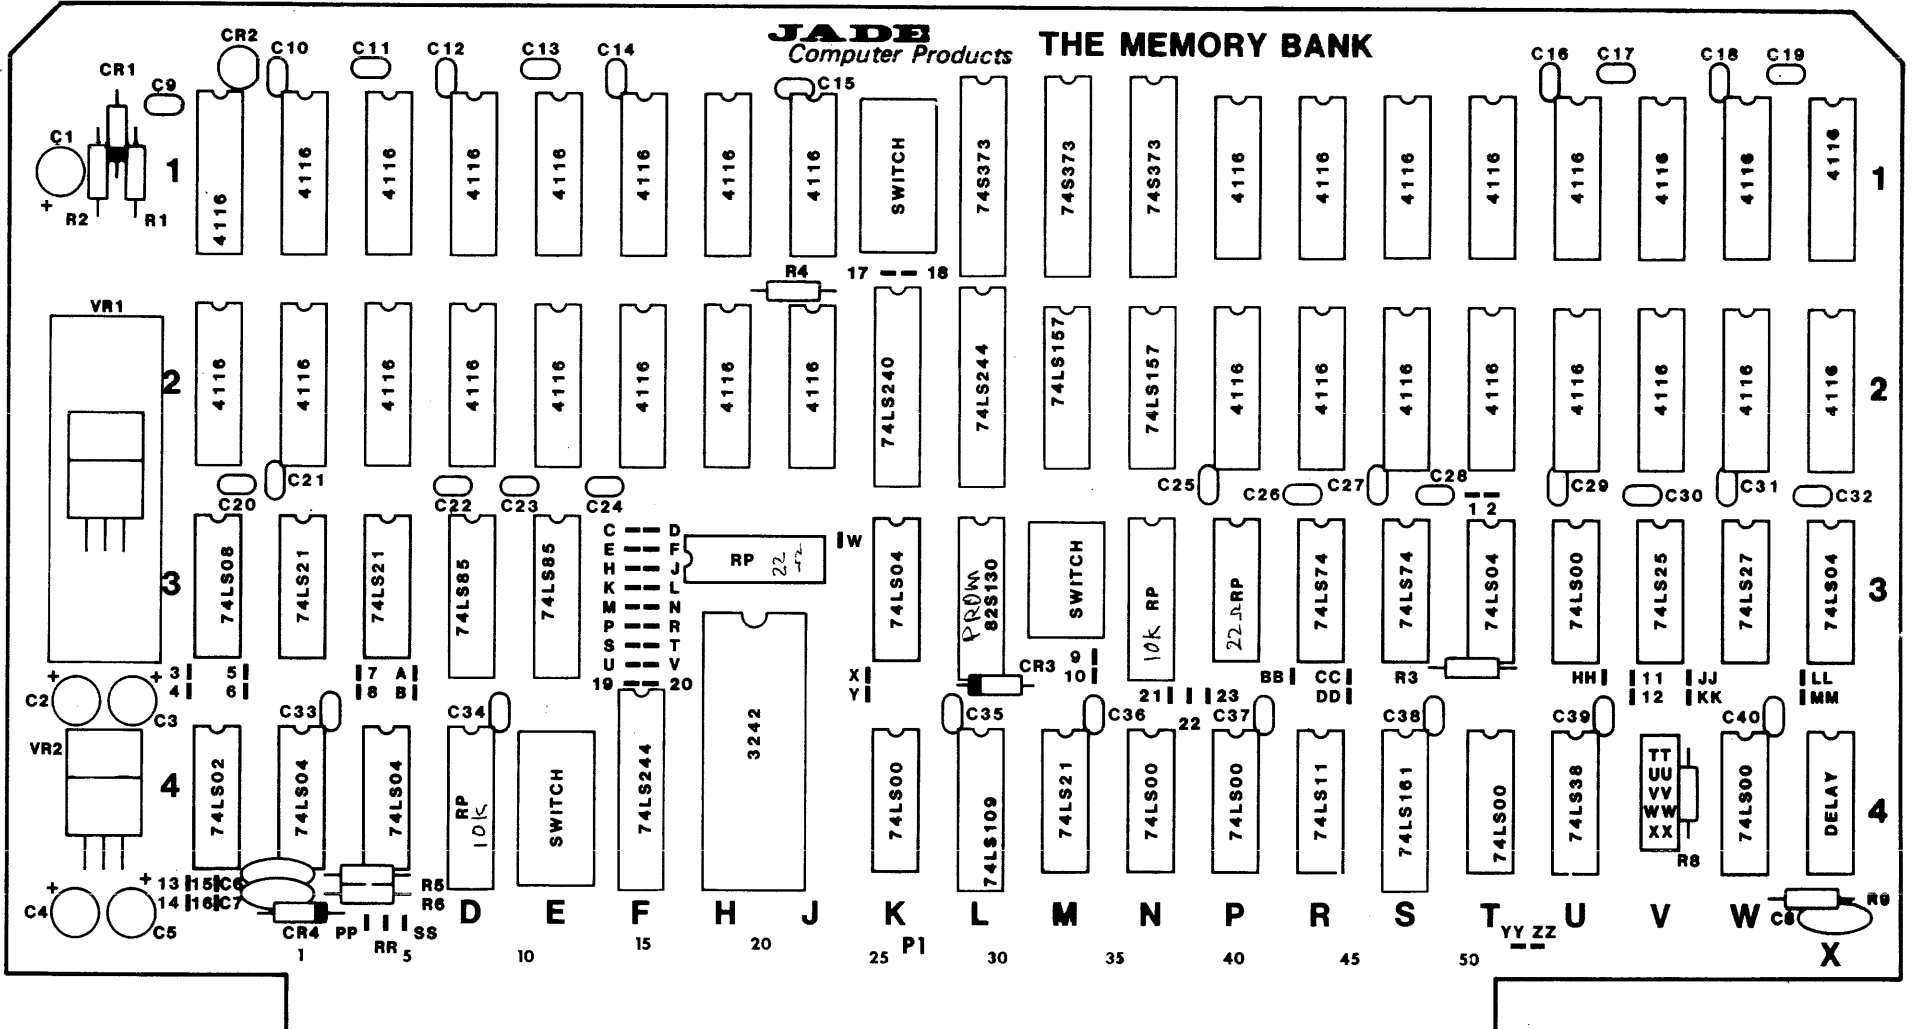 JADE
Computer Products
THE MEMORY BANK
CR2 C10 C11 C12 C13 C14 C15 C16 C17 C18 C19
CR1 C9
C1
+
R2 R1
1 4116 4116 4116 4116 4116 4116 4116 4116 SWITCH 74S373 74S373 74S373 4116 4116 4116 4116 4116 4116 4116 4116 1
R4 17 18
VR1
2 4116 4116 4116 4116 4116 4116 4116 4116 74LS240 74LS244 74LS157 74LS157 4116 4116 4116 4116 4116 4116 4116 4116 2
C20 C21 C22 C23 C24 C25 C26 C27 C28 C29 C30 C31 C32
1 2
C D
E F
H J
K L
M N
P R
S T
U V
19 20
RP 22 Ω
W
3 74LS08 74LS21 74LS21 74LS85 74LS85 74LS04 PROM 82S130 SWITCH 10K RP 22Ω RP 74LS74 74LS74 74LS04 74LS00 74LS25 74LS27 74LS04 3
3 5 7 A
4 6 8 B
X
Y
CR3 9
10
21 23
22
BB CC
DD
R3
HH 11 JJ LL
12 KK MM
+ +
C2 C3 C33 C34 C35 C36 C37 C38 C39 C40
VR2
4 74LS02 74LS04 74LS04 RP 10K SWITCH 74LS244 3242 74LS00 74LS109 74LS21 74LS00 74LS00 74LS11 74LS161 74LS00 74LS38 TT UU VV WW XX 74LS00 DELAY 4
R8
+ +
13 15 C6
14 16 C7
R5
R6
C4 C5
CR4 PP RR SS
C8 R9
D E F H J K L M N P R S T U V W X
YY ZZ
P1
1 5 10 15 20 25 30 35 40 45 50